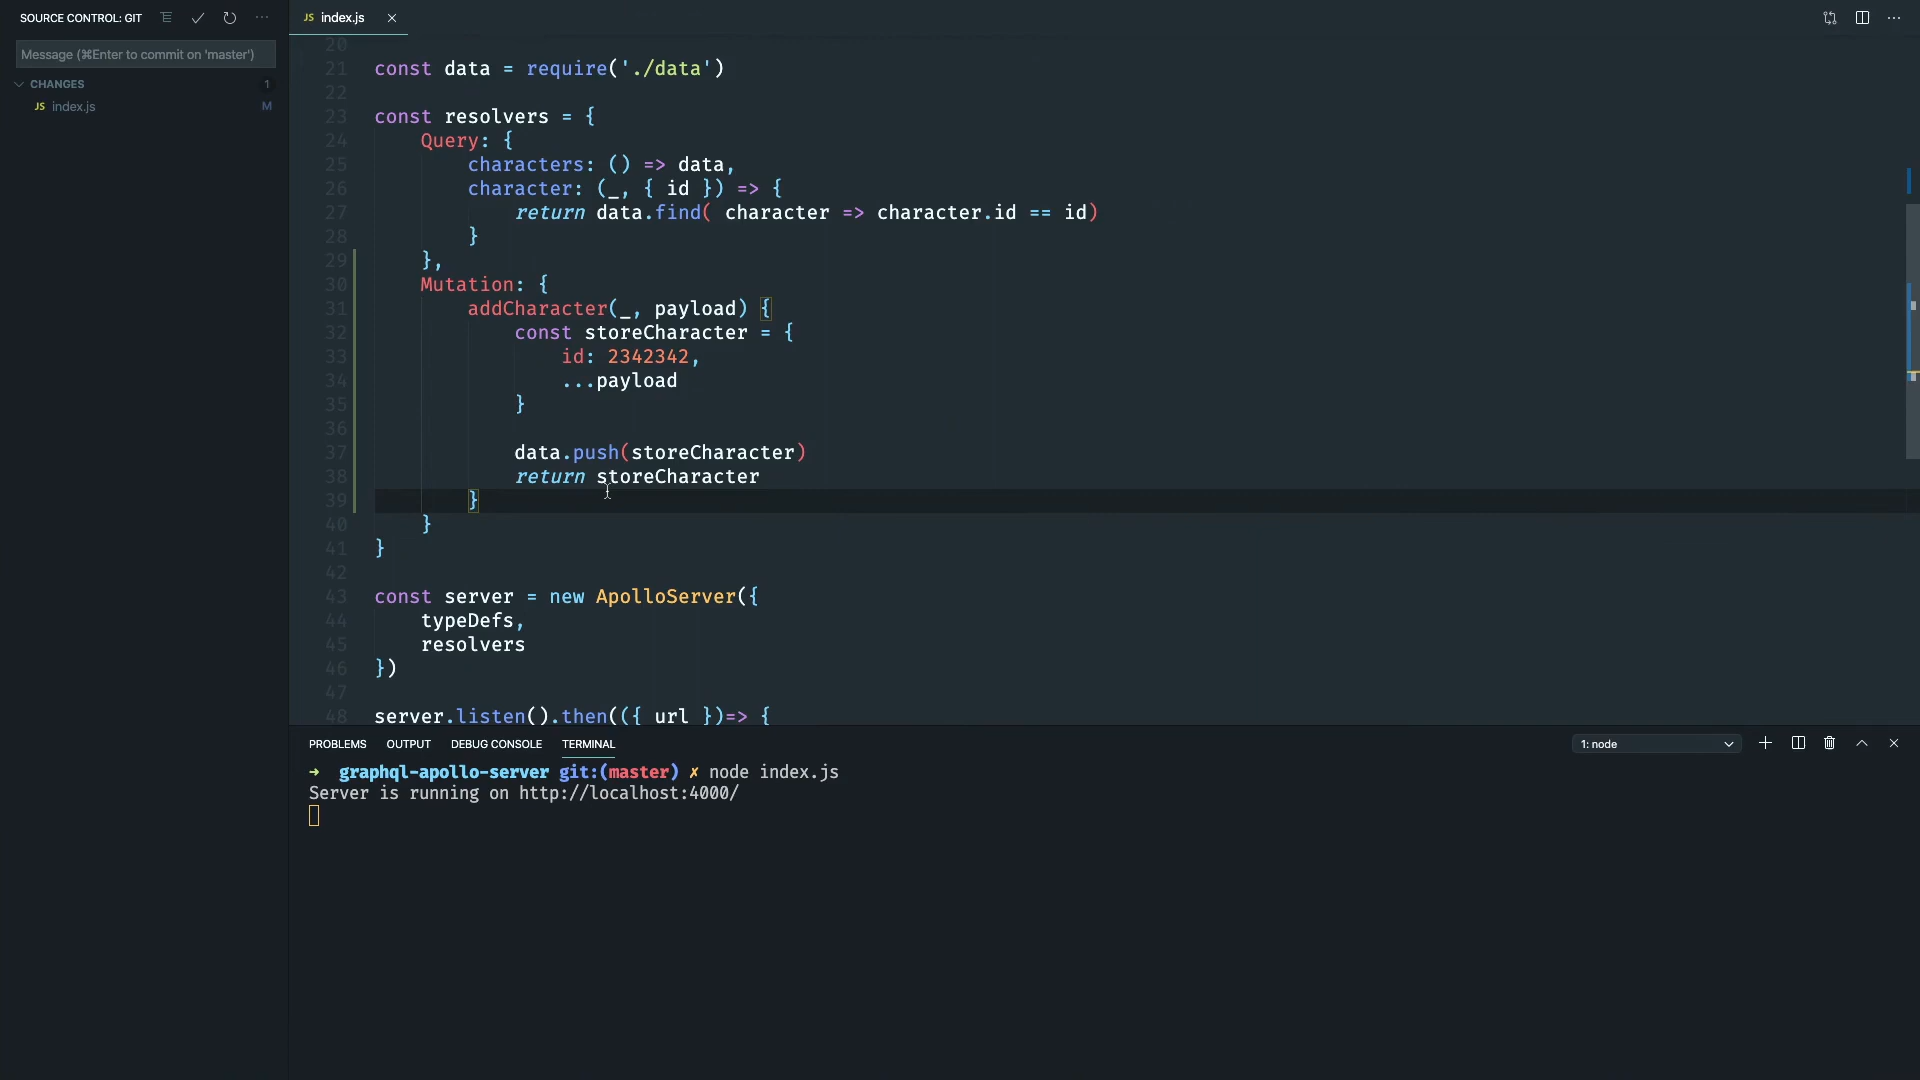 SOURCE CONTROL: GIT
Message (⌘Enter to commit on 'master')
CHANGES 1
JS index.js M
JS index.js
20
21 const data = require('./data')
22
23 const resolvers = {
24 Query: {
25 characters: () => data,
26 character: (_, { id }) => {
27 return data.find( character => character.id == id)
28 }
29 },
30 Mutation: {
31 addCharacter(_, payload) {
32 const storeCharacter = {
33 id: 2342342,
34 ...payload
35 }
36
37 data.push(storeCharacter)
38 return storeCharacter
39 }
40 }
41 }
42
43 const server = new ApolloServer({
44 typeDefs,
45 resolvers
46 })
47
48 server.listen().then(({ url })=> {
PROBLEMS OUTPUT DEBUG CONSOLE TERMINAL 1: node
➜ graphql-apollo-server git:(master) ✗ node index.js
Server is running on http://localhost:4000/